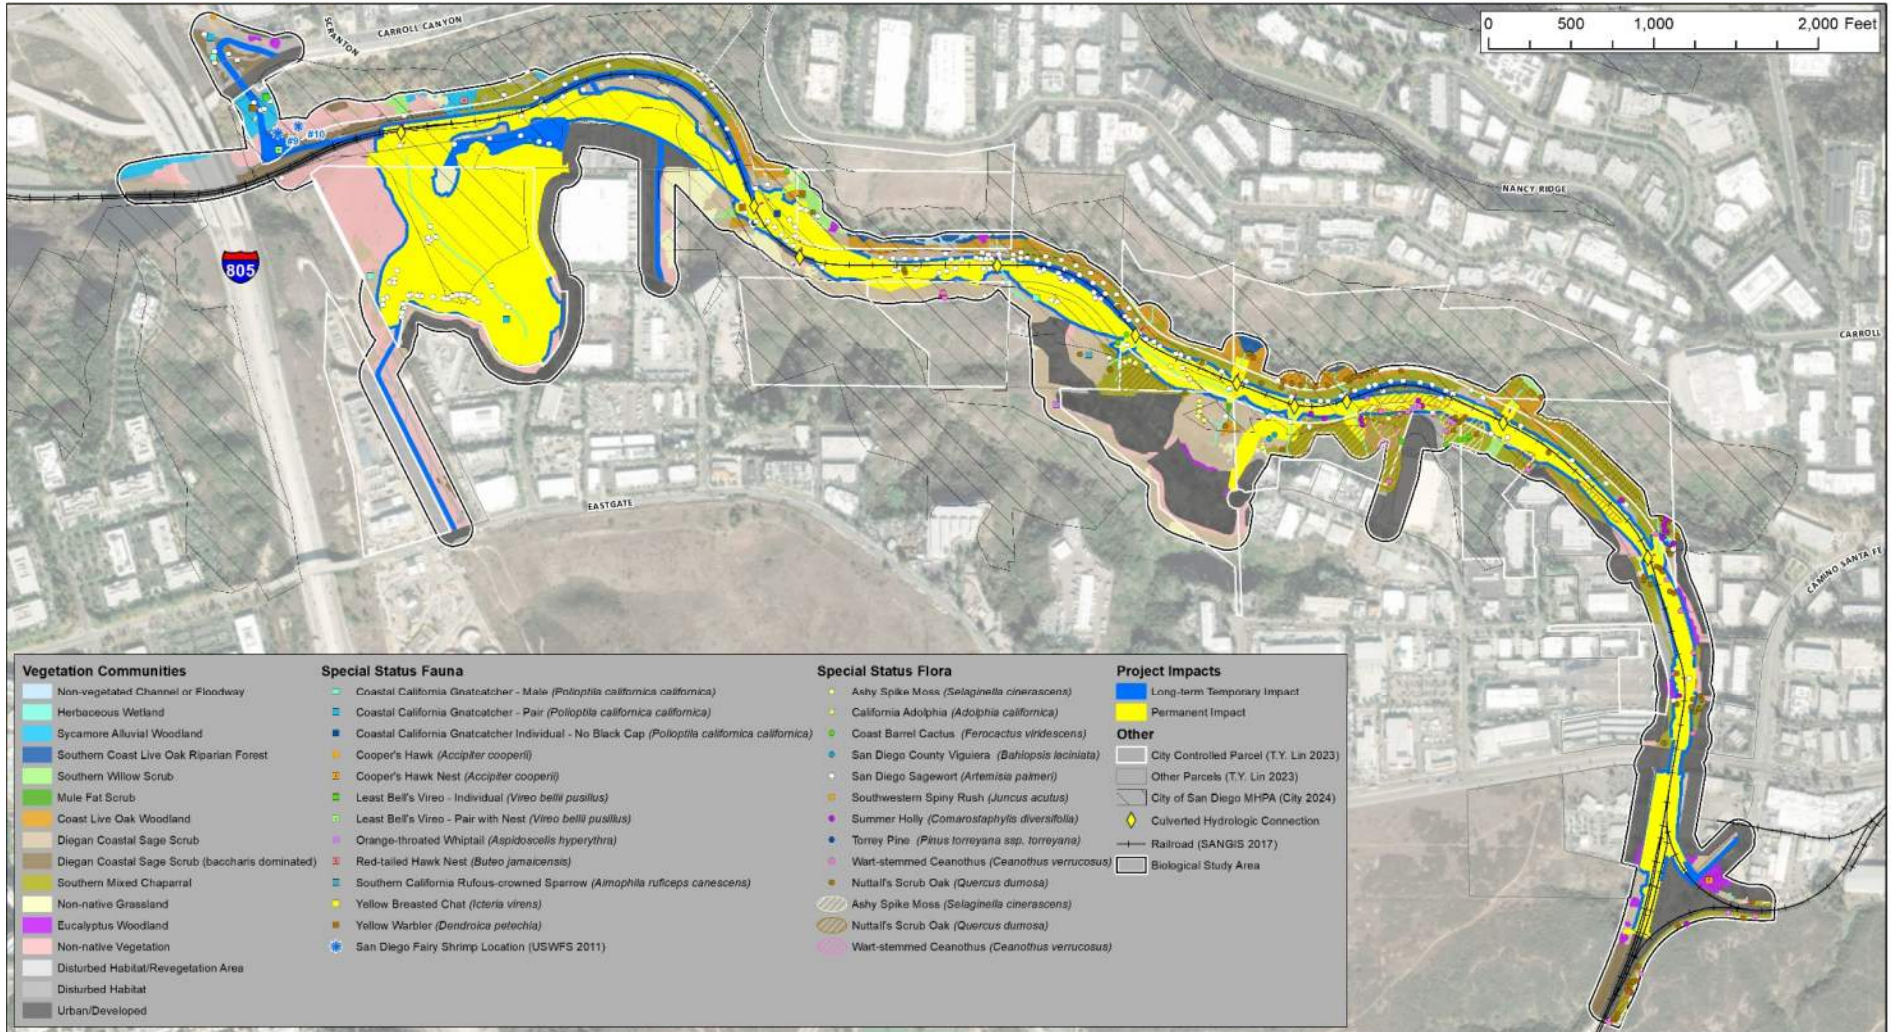 0 500 1,000 2,000 Feet
SCRANTON
CARROLL CANYON
#9
#10
NANCY RIDGE
805
CARROLL
EASTGATE
CAMINO SANTA FE
Vegetation Communities
Non-vegetated Channel or Floodway
Herbaceous Wetland
Sycamore Alluvial Woodland
Southern Coast Live Oak Riparian Forest
Southern Willow Scrub
Mule Fat Scrub
Coast Live Oak Woodland
Diegan Coastal Sage Scrub
Diegan Coastal Sage Scrub (baccharis dominated)
Southern Mixed Chaparral
Non-native Grassland
Eucalyptus Woodland
Non-native Vegetation
Disturbed Habitat/Revegetation Area
Disturbed Habitat
Urban/Developed
Special Status Fauna
Coastal California Gnatcatcher - Male (Polioptila californica californica)
Coastal California Gnatcatcher - Pair (Polioptila californica californica)
Coastal California Gnatcatcher Individual - No Black Cap (Polioptila californica californica)
Cooper's Hawk (Accipiter cooperii)
Cooper's Hawk Nest (Accipiter cooperii)
Least Bell's Vireo - Individual (Vireo bellii pusillus)
Least Bell's Vireo - Pair with Nest (Vireo bellii pusillus)
Orange-throated Whiptail (Aspidoscelis hyperythra)
Red-tailed Hawk Nest (Buteo jamaicensis)
Southern California Rufous-crowned Sparrow (Aimophila ruficeps canescens)
Yellow Breasted Chat (Icteria virens)
Yellow Warbler (Dendroica petechia)
San Diego Fairy Shrimp Location (USWFS 2011)
Special Status Flora
Ashy Spike Moss (Selaginella cinerascens)
California Adolphia (Adolphia californica)
Coast Barrel Cactus (Ferocactus viridescens)
San Diego County Viguiera (Bahiopsis laciniata)
San Diego Sagewort (Artemisia palmeri)
Southwestern Spiny Rush (Juncus acutus)
Summer Holly (Comarostaphylis diversifolia)
Torrey Pine (Pinus torreyana ssp. torreyana)
Wart-stemmed Ceanothus (Ceanothus verrucosus)
Nuttall's Scrub Oak (Quercus dumosa)
Ashy Spike Moss (Selaginella cinerascens)
Nuttall's Scrub Oak (Quercus dumosa)
Wart-stemmed Ceanothus (Ceanothus verrucosus)
Project Impacts
Long-term Temporary Impact
Permanent Impact
Other
City Controlled Parcel (T.Y. Lin 2023)
Other Parcels (T.Y. Lin 2023)
City of San Diego MHPA (City 2024)
Culverted Hydrologic Connection
Railroad (SANGIS 2017)
Biological Study Area